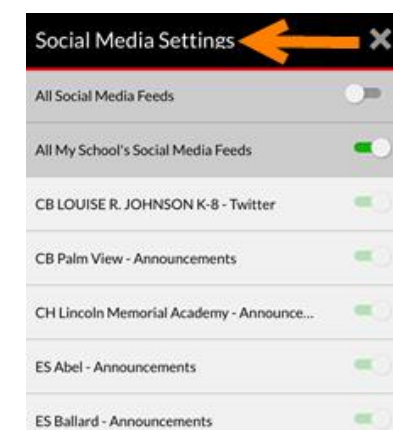 Social Media Settings
All Social Media Feeds
All My School's Social Media Feeds
CB LOUISE R. JOHNSON K-8 - Twitter
CB Palm View - Announcements
CH Lincoln Memorial Academy - Announce...
ES Abel - Announcements
ES Ballard - Announcements